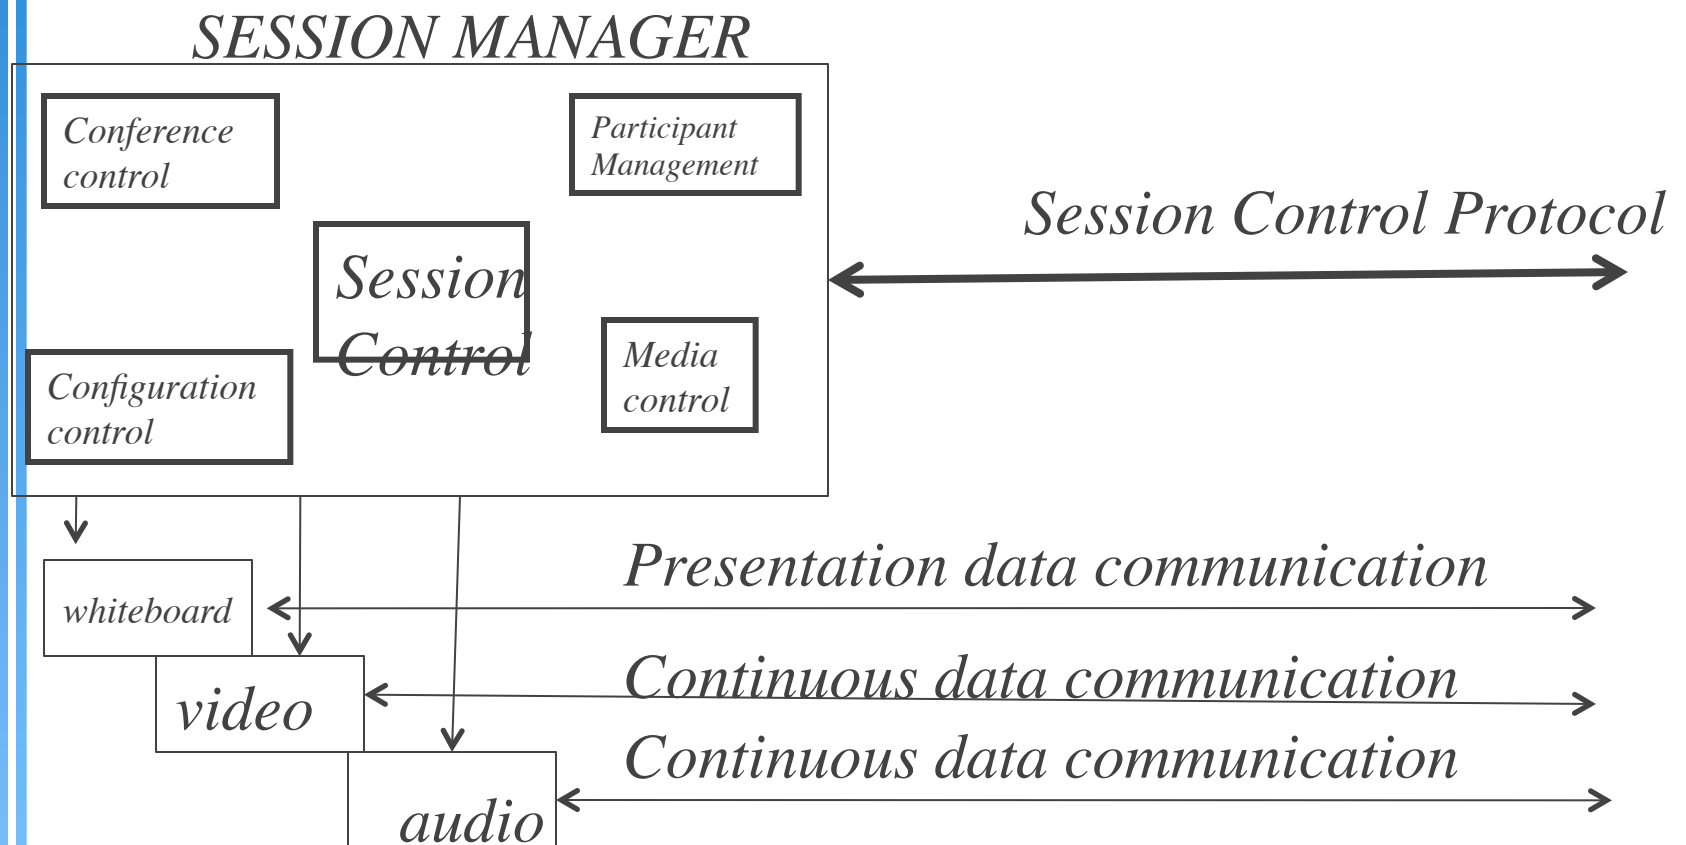 SESSION MANAGER
Conference
control
Participant
Management
Session Control Protocol
Session
Control
Media
control
Configuration
control
Presentation data communication
whiteboard
Continuous data communication
video
Continuous data communication
audio